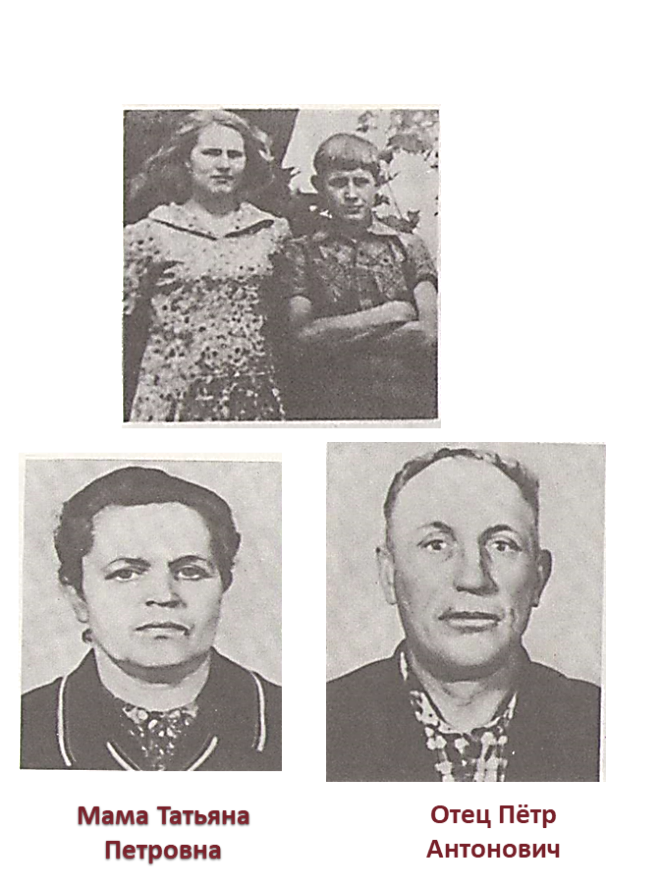 Мама Татьяна
Петровна
Отец Пётр
Антонович